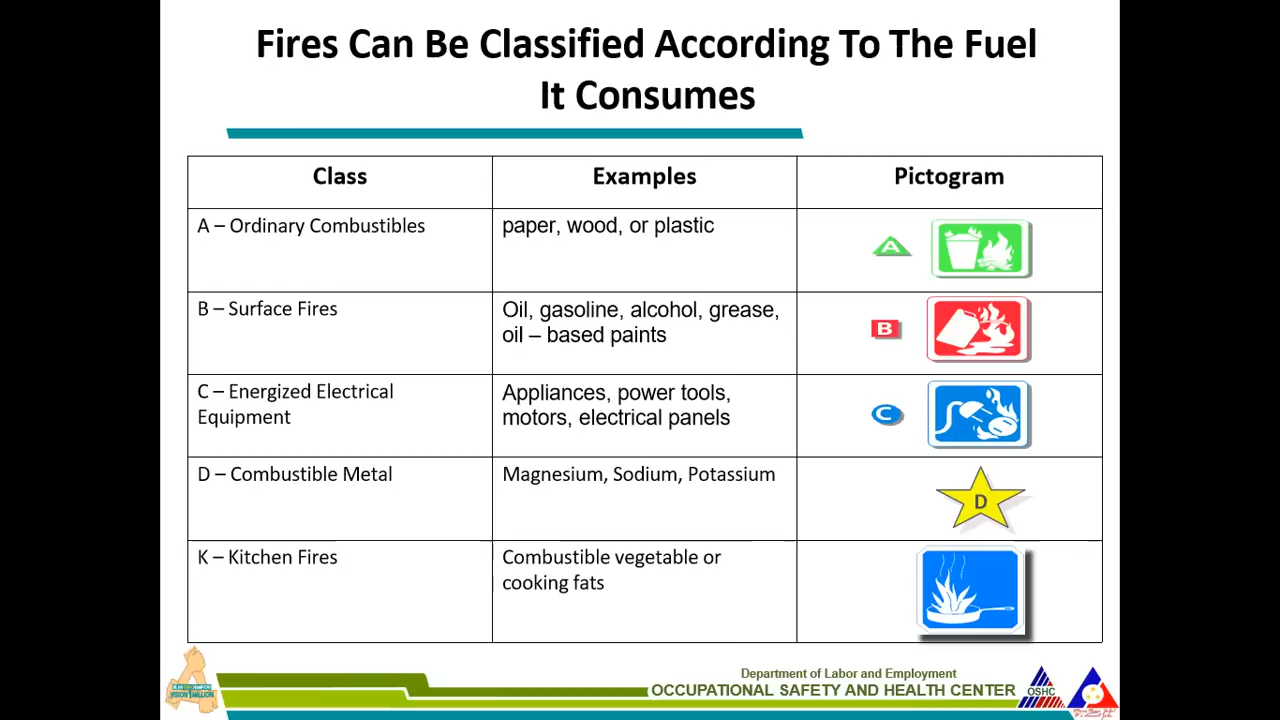 Fires Can Be Classified According To The Fuel
It Consumes
Class
Examples
Pictogram
A – Ordinary Combustibles
paper, wood, or plastic
A
B – Surface Fires
Oil, gasoline, alcohol, grease,
oil – based paints
B
C – Energized Electrical
Equipment
Appliances, power tools,
motors, electrical panels
C
D – Combustible Metal
Magnesium, Sodium, Potassium
D
K – Kitchen Fires
Combustible vegetable or
cooking fats
VISION 1 MILLION
Department of Labor and Employment
OCCUPATIONAL SAFETY AND HEALTH CENTER
OSHC